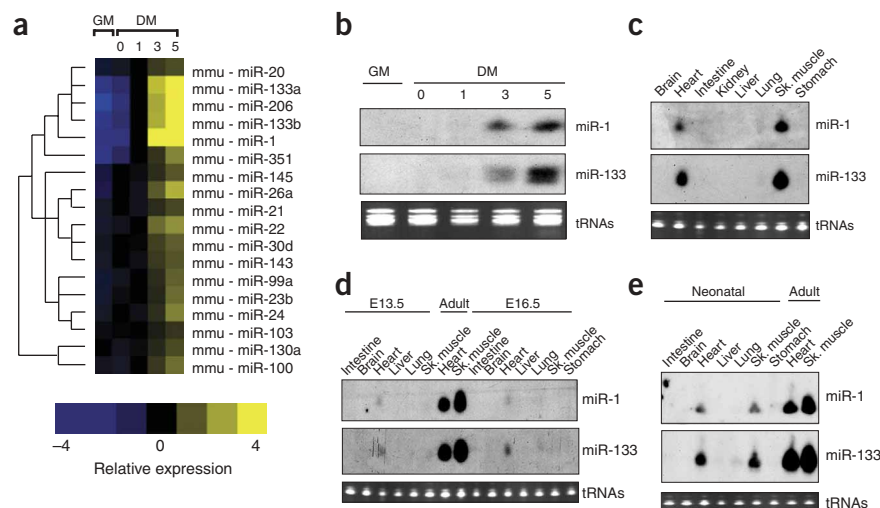 a
GM DM
0 1 3 5
mmu - miR-20
mmu - miR-133a
mmu - miR-206
mmu - miR-133b
mmu - miR-1
mmu - miR-351
mmu - miR-145
mmu - miR-26a
mmu - miR-21
mmu - miR-22
mmu - miR-30d
mmu - miR-143
mmu - miR-99a
mmu - miR-23b
mmu - miR-24
mmu - miR-103
mmu - miR-130a
mmu - miR-100
−4 0 4
Relative expression
b
GM DM
0 1 3 5
miR-1
miR-133
tRNAs
c
Brain Heart Intestine Kidney Liver Lung Sk. muscle Stomach
miR-1
miR-133
tRNAs
d
E13.5 Adult E16.5
Intestine Brain Heart Liver Lung Sk. muscle Heart Sk. muscle Intestine Brain Heart Liver Lung Sk. muscle Stomach
miR-1
miR-133
tRNAs
e
Neonatal Adult
Intestine Brain Heart Liver Lung Sk. muscle Stomach Heart Sk. muscle
miR-1
miR-133
tRNAs